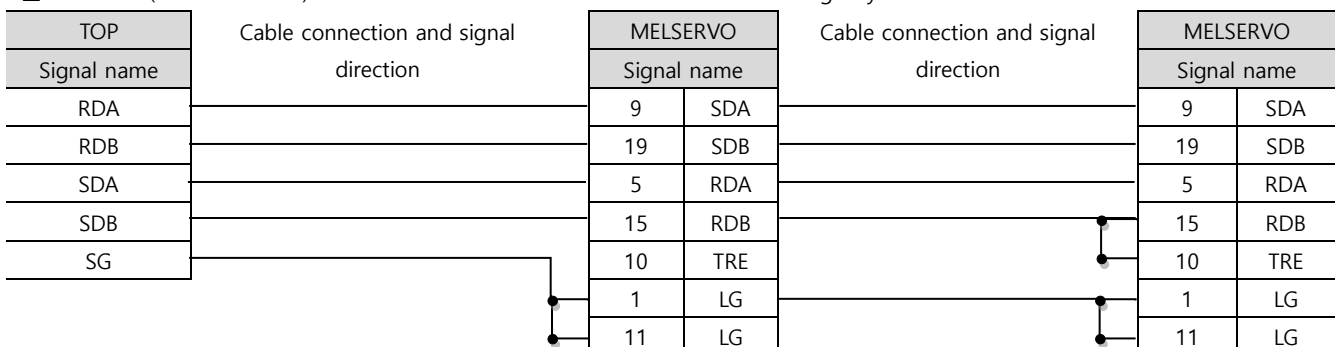 TOP Cable connection and signal direction MELSERVO Cable connection and signal direction MELSERVO
Signal name Signal name Signal name
RDA 9 SDA 9 SDA
RDB 19 SDB 19 SDB
SDA 5 RDA 5 RDA
SDB 15 RDB 15 RDB
SG 10 TRE 10 TRE
1 LG 1 LG
11 LG 11 LG